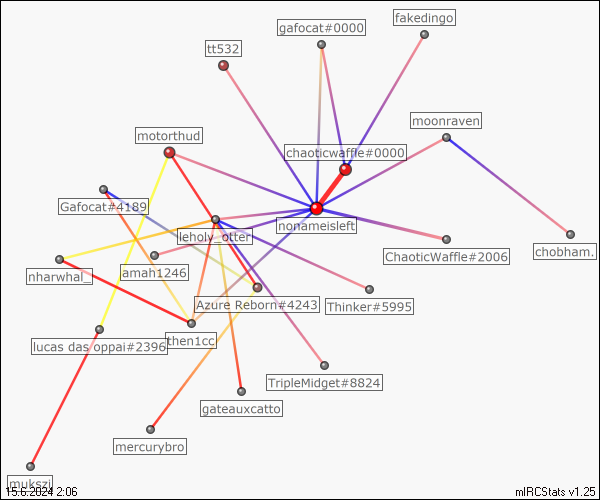 fakedingo
gafocat#0000
tt532
moonraven
motorthud
chaoticwaffle#0000
Gafocat#4189
nonameisleft
leholy_otter
chobham.
ChaoticWaffle#2006
nharwhal_
amah1246
Azure Reborn#4243
Thinker#5995
then1cc
lucas das oppai#2396
TripleMidget#8824
gateauxcatto
mercurybro
mukszi
15.6.2024 2:06
mIRCStats v1.25